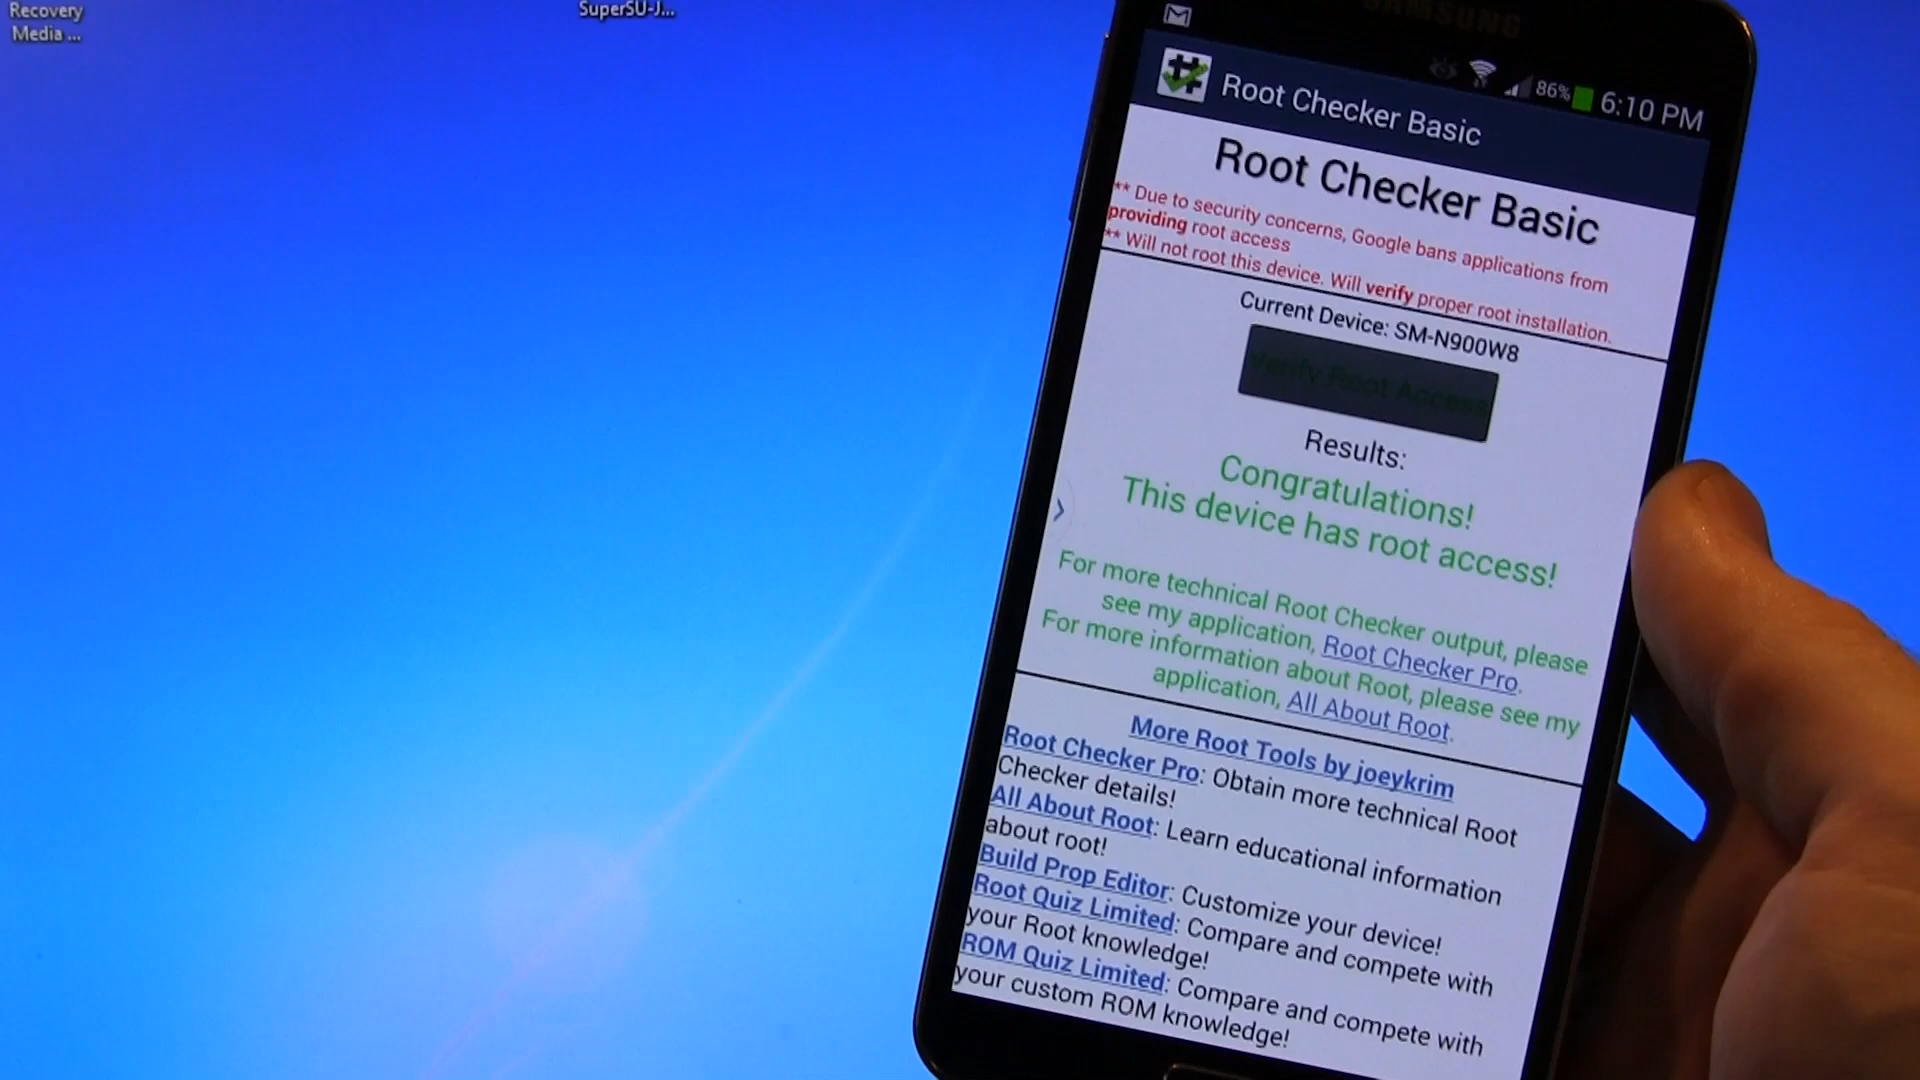 Recovery
Media ...
SuperSU-J...
SAMSUNG
86%
6:10 PM
Root Checker Basic
Root Checker Basic
** Due to security concerns, Google bans applications from
providing root access
** Will not root this device. Will verify proper root installation.
Current Device: SM-N900W8
Verify Root Access
Results:
Congratulations!
This device has root access!
For more technical Root Checker output, please
see my application, Root Checker Pro.
For more information about Root, please see my
application, All About Root.
More Root Tools by joeykrim
Root Checker Pro: Obtain more technical Root
Checker details!
All About Root: Learn educational information
about root!
Build Prop Editor: Customize your device!
Root Quiz Limited: Compare and compete with
your Root knowledge!
ROM Quiz Limited: Compare and compete with
your custom ROM knowledge!